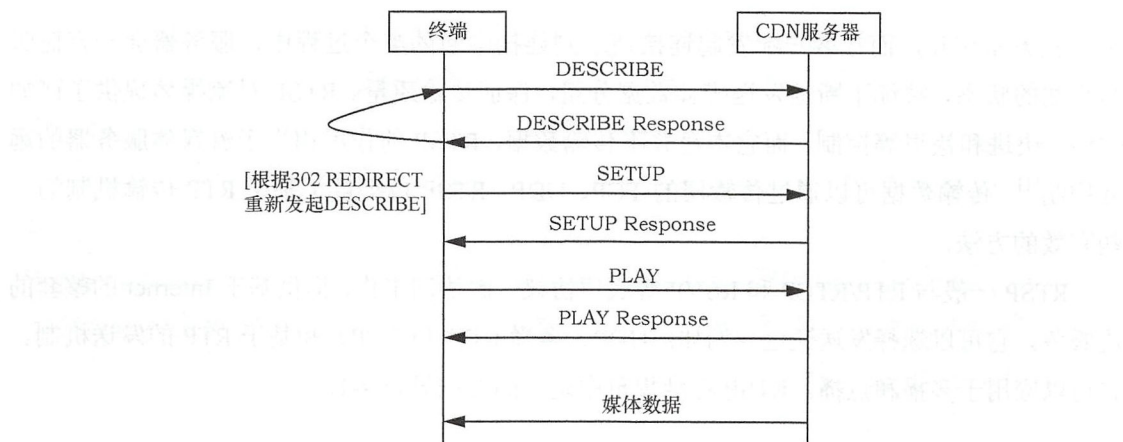 终端
CDN服务器
DESCRIBE
DESCRIBE Response
[根据302 REDIRECT
重新发起DESCRIBE]
SETUP
SETUP Response
PLAY
PLAY Response
媒体数据